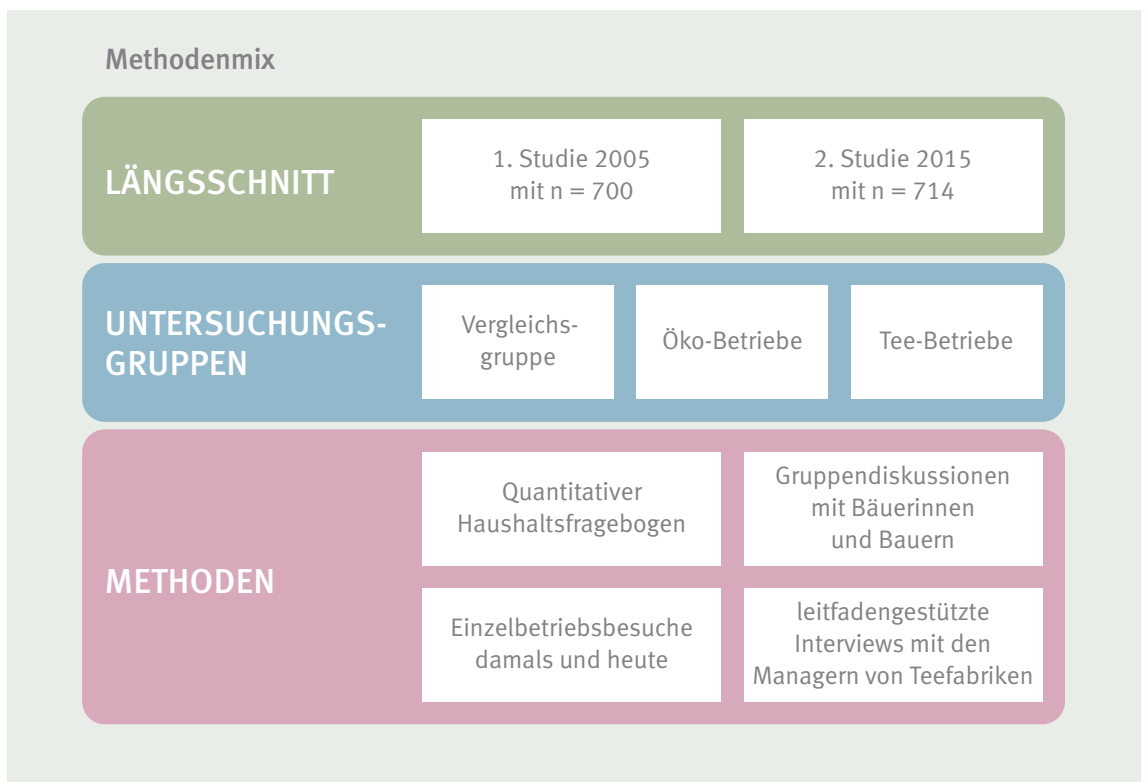 Methodenmix
LÄNGSSCHNITT
1. Studie 2005
mit n = 700
2. Studie 2015
mit n = 714
UNTERSUCHUNGS-
GRUPPEN
Vergleichs-
gruppe
Öko-Betriebe
Tee-Betriebe
METHODEN
Quantitativer
Haushaltsfragebogen
Gruppendiskussionen
mit Bäuerinnen
und Bauern
Einzelbetriebsbesuche
damals und heute
leitfadengestützte
Interviews mit den
Managern von Teefabriken